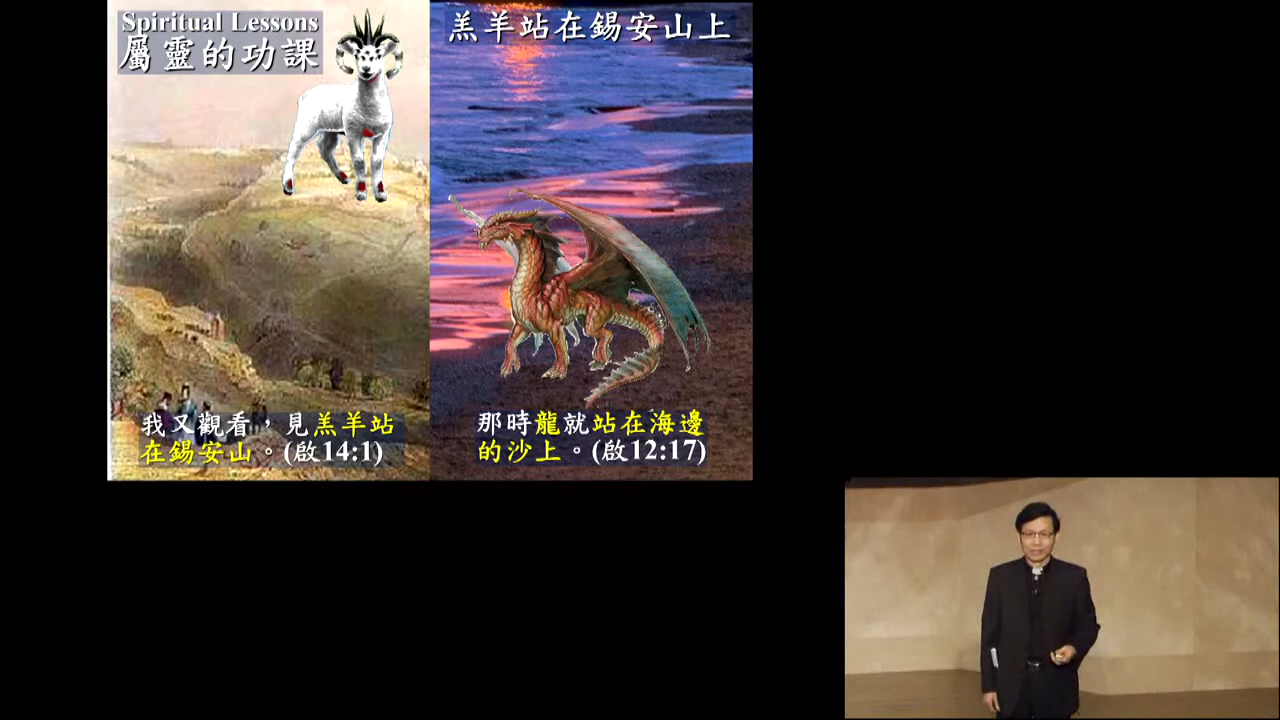 Spiritual Lessons
屬靈的功課
羔羊站在錫安山上
我又觀看，見羔羊站
在錫安山。(啟14:1)
那時龍就站在海邊
的沙上。(啟12:17)